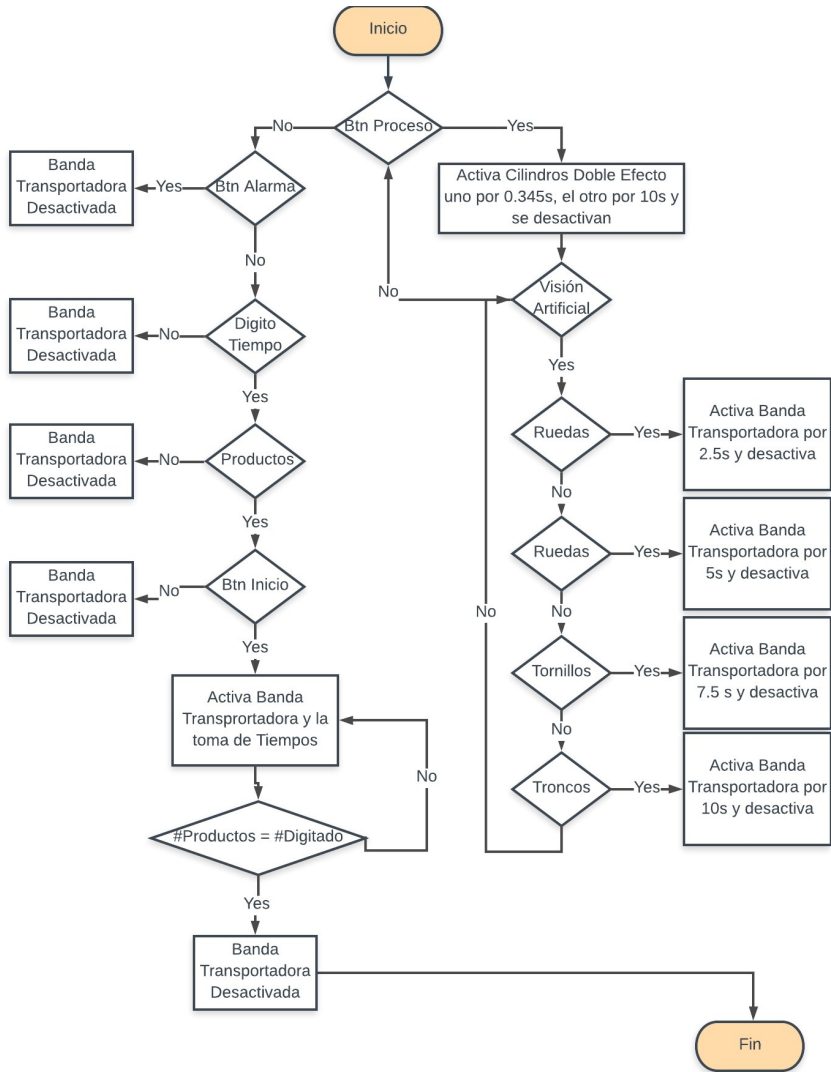 Inicio
Btn Proceso
No
Yes
Banda
Transportadora
Desactivada
Yes
Btn Alarma
Activa Cilindros Doble Efecto
uno por 0.345s, el otro por 10s y
se desactivan
No
No
Visión
Artificial
Banda
Transportadora
Desactivada
No
Digito
Tiempo
Yes
Yes
Banda
Transportadora
Desactivada
No
Productos
Ruedas
Yes
Activa Banda
Transportadora por
2.5s y desactiva
Yes
No
Banda
Transportadora
Desactivada
No
Btn Inicio
Ruedas
Yes
Activa Banda
Transportadora por
5s y desactiva
Yes
No
No
Activa Banda
Transprortadora y la
toma de Tiempos
Tornillos
Yes
Activa Banda
Transportadora por
7.5 s y desactiva
No
No
#Productos = #Digitado
Troncos
Yes
Activa Banda
Transportadora por
10s y desactiva
Yes
Banda
Transportadora
Desactivada
Fin